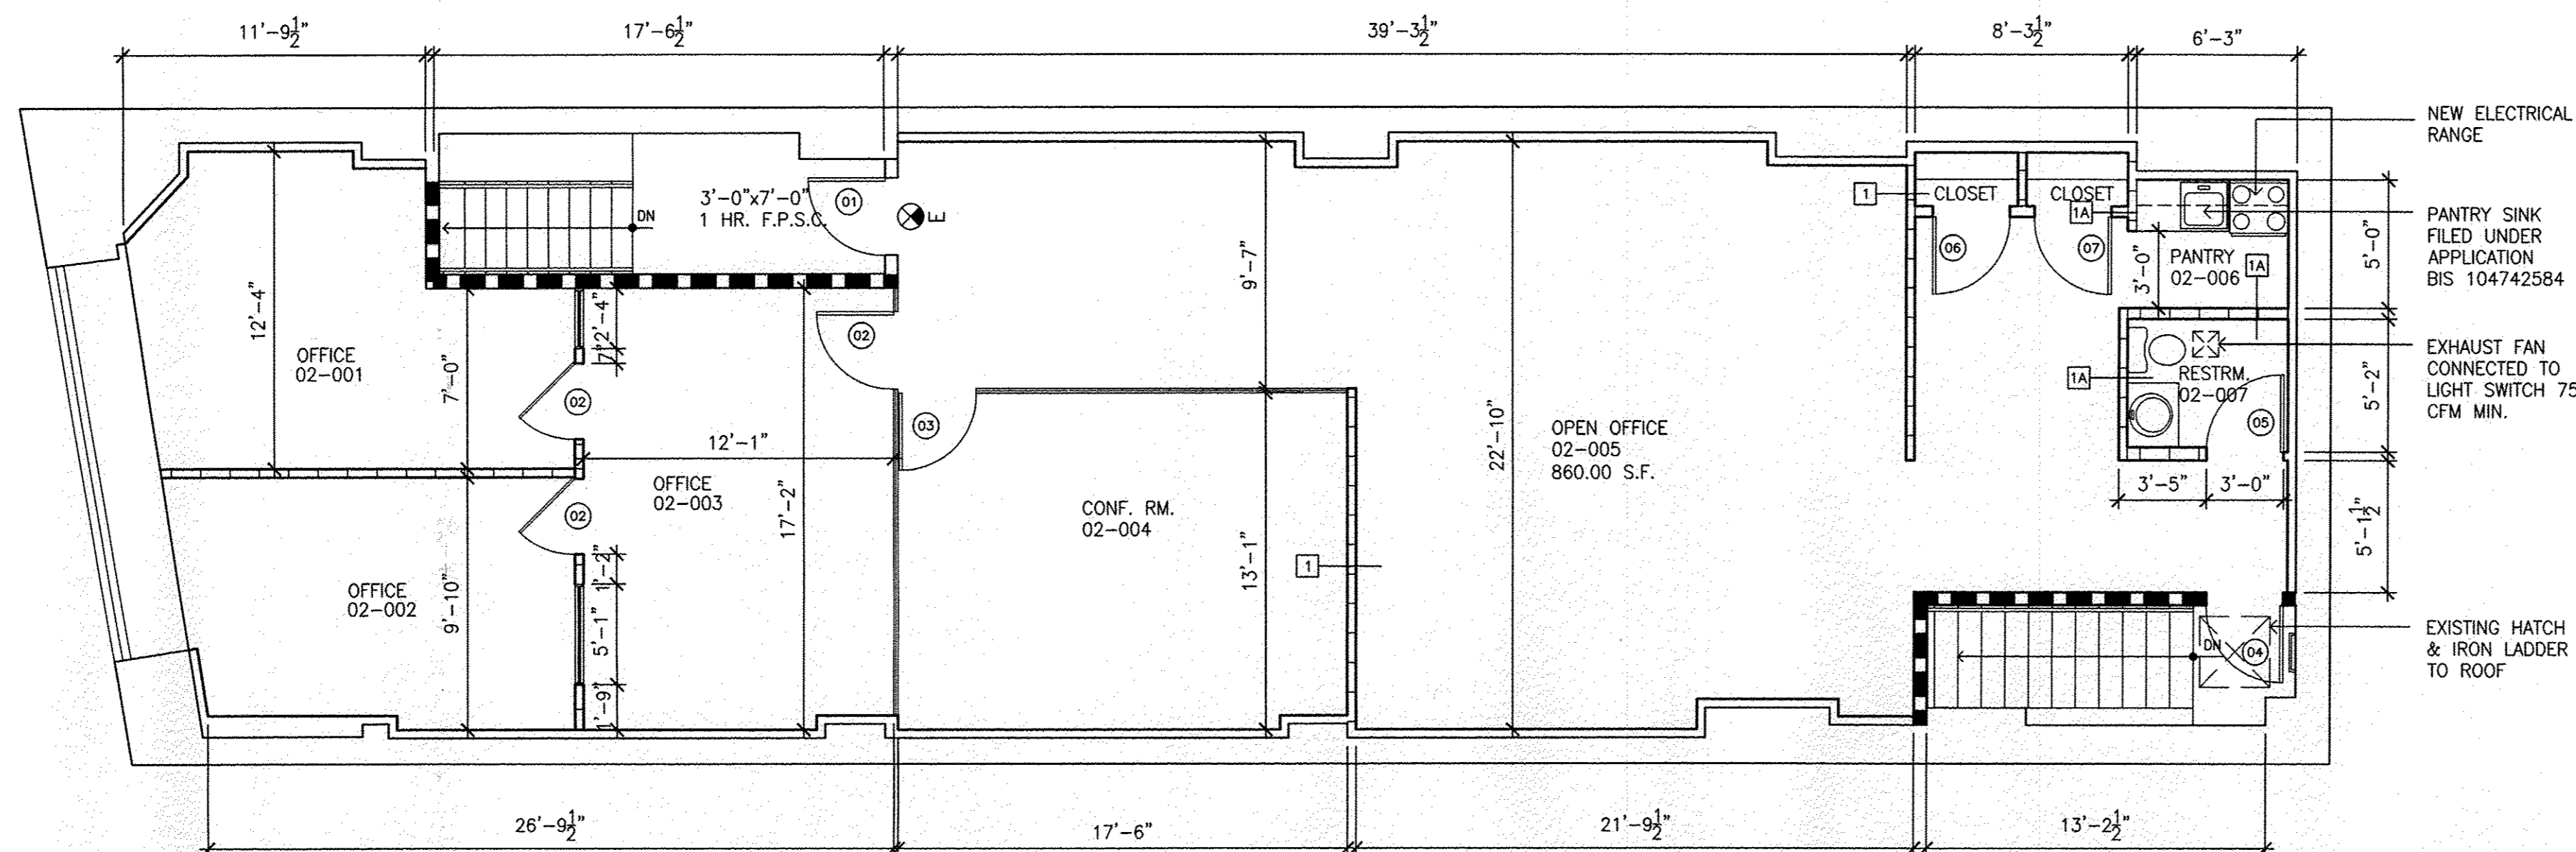 11'-9½"
17'-6½"
39'-3½"
8'-3½"
6'-3"
NEW ELECTRICAL
RANGE
3'-0"x7'-0"
1 HR. F.P.S.C.
01
E
DN
1
CLOSET
CLOSET
1A
PANTRY SINK
FILED UNDER
APPLICATION
BIS 104742584
06
07
PANTRY
02-006
1A
3'-0"
5'-0"
12'-4"
OFFICE
02-001
7'-0"
2'-4"
7"
02
02
9'-7"
EXHAUST FAN
CONNECTED TO
LIGHT SWITCH 75
CFM MIN.
1A
RESTRM.
02-007
05
5'-2"
03
12'-1"
OFFICE
02-003
17'-2"
22'-10"
OPEN OFFICE
02-005
860.00 S.F.
3'-5"
3'-0"
5'-1½"
02
CONF. RM.
02-004
1
13'-1"
OFFICE
02-002
9'-10"
1'-2"
5'-1"
1'-9"
DN
04
EXISTING HATCH
& IRON LADDER
TO ROOF
26'-9½"
17'-6"
21'-9½"
13'-2½"